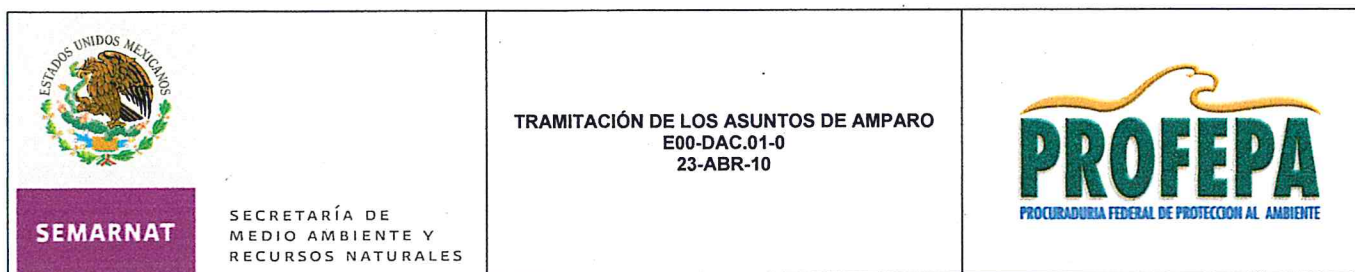 ESTADOS UNIDOS MEXICANOS
SEMARNAT
SECRETARÍA DE
MEDIO AMBIENTE Y
RECURSOS NATURALES
TRAMITACIÓN DE LOS ASUNTOS DE AMPARO
E00-DAC.01-0
23-ABR-10
PROFEPA
PROCURADURIA FEDERAL DE PROTECCION AL AMBIENTE